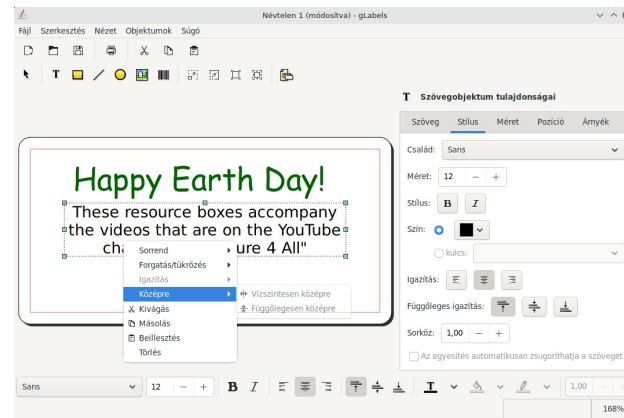 Névtelen 1 (módosítva) - gLabels
Fájl Szerkesztés Nézet Objektumok Súgó
T
T Szövegobjektum tulajdonságai
Szöveg Stílus Méret Pozíció Árnyék
Család: Sans
Méret: 12 − +
Stílus: B I
Szín:
kulcs:
Igazítás:
Függőleges igazítás:
Sorköz: 1,00 − +
Az egyesítés automatikusan zsugoríthatja a szöveget
Happy Earth Day!
These resource boxes accompany
the videos that are on the YouTube
ure 4 All"
Sorrend
Forgatás/tükrözés
Igazítás
Középre
Kivágás
Másolás
Beillesztés
Törlés
Vízszintesen középre
Függőlegesen középre
Sans 12 − + B I T 1,00 −
168%